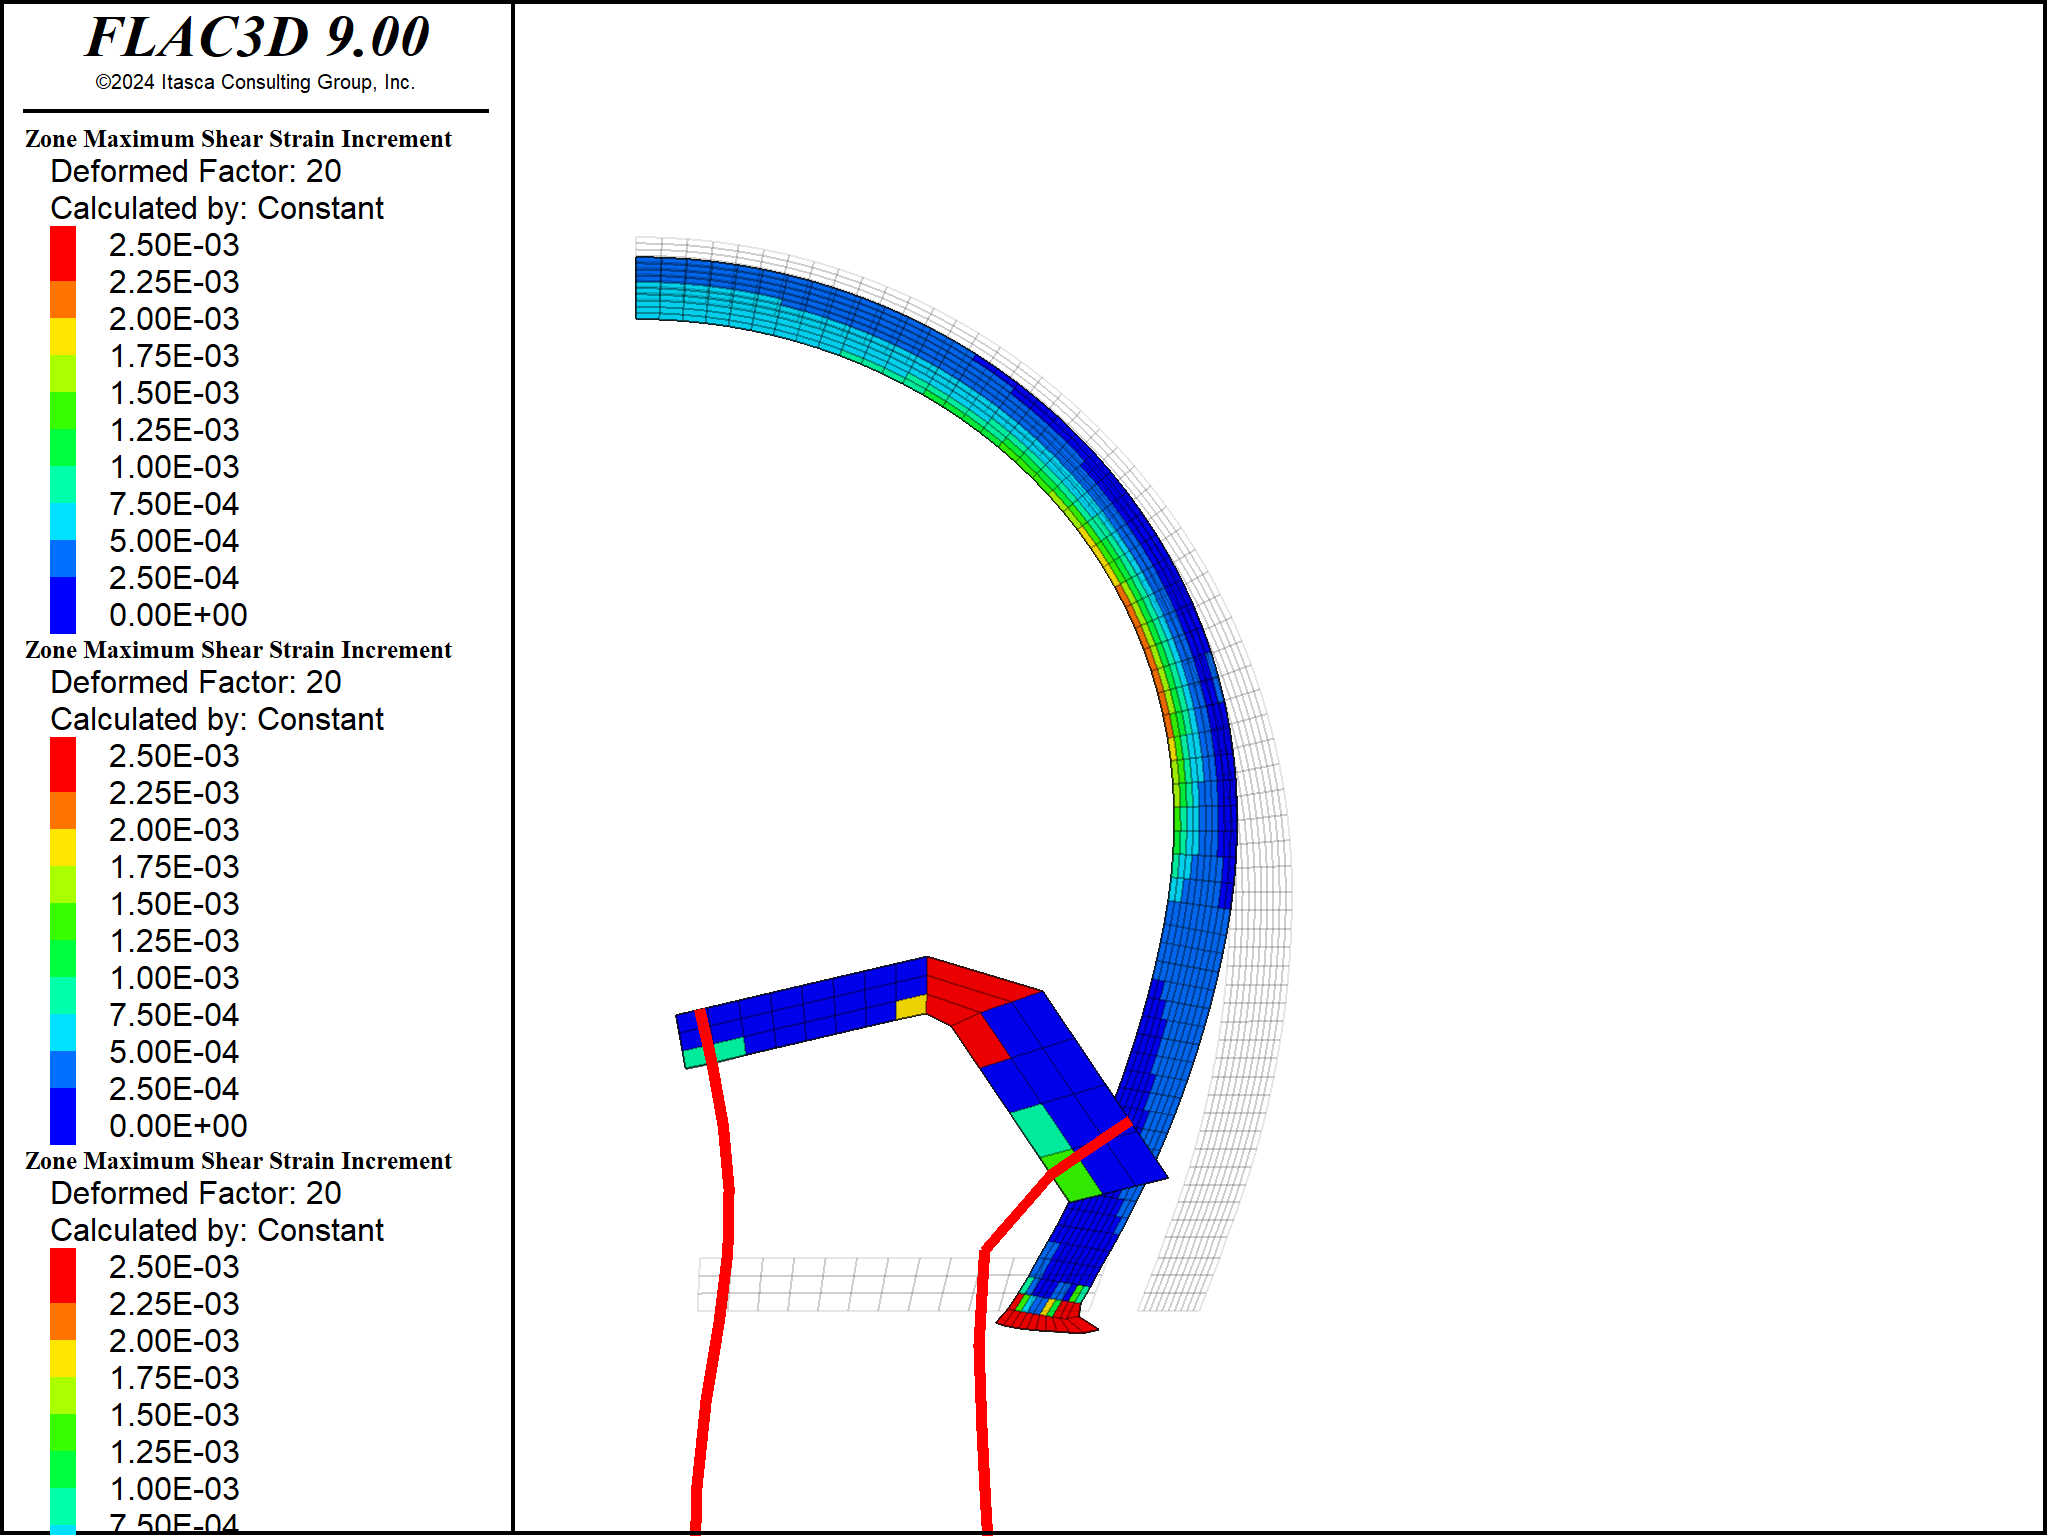 FLAC3D 9.00
©2024 Itasca Consulting Group, Inc.
Zone Maximum Shear Strain Increment
Deformed Factor: 20
Calculated by: Constant
2.50E-03
2.25E-03
2.00E-03
1.75E-03
1.50E-03
1.25E-03
1.00E-03
7.50E-04
5.00E-04
2.50E-04
0.00E+00
Zone Maximum Shear Strain Increment
Deformed Factor: 20
Calculated by: Constant
2.50E-03
2.25E-03
2.00E-03
1.75E-03
1.50E-03
1.25E-03
1.00E-03
7.50E-04
5.00E-04
2.50E-04
0.00E+00
Zone Maximum Shear Strain Increment
Deformed Factor: 20
Calculated by: Constant
2.50E-03
2.25E-03
2.00E-03
1.75E-03
1.50E-03
1.25E-03
1.00E-03
7.50E-04